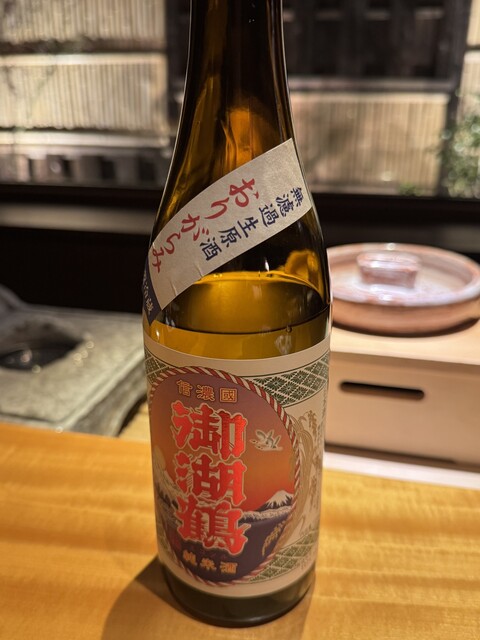 無濾過生原酒
おりがらみ
信濃國
御湖鶴
純米酒